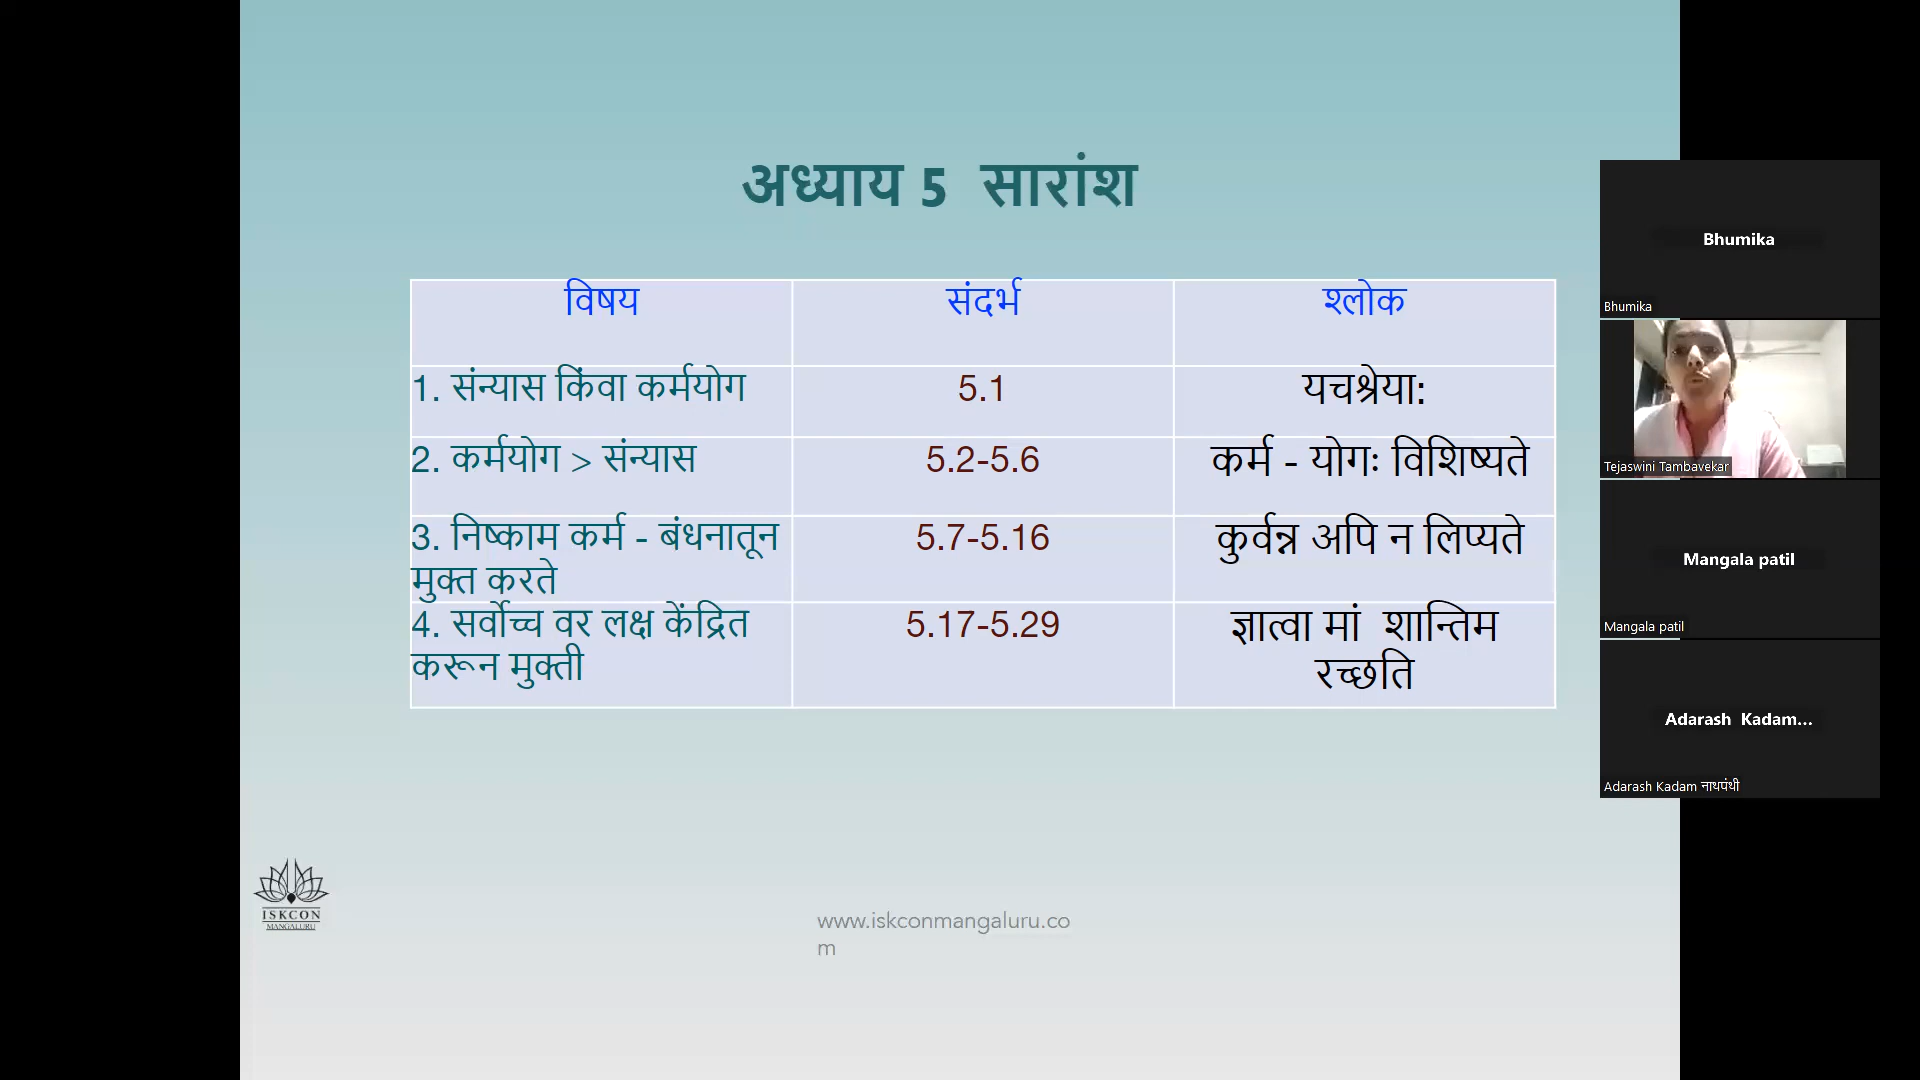 अध्याय 5 सारांश
विषय संदर्भ श्लोक
1. संन्यास किंवा कर्मयोग 5.1 यचश्रेया:
2. कर्मयोग > संन्यास 5.2-5.6 कर्म - योगः विशिष्यते
3. निष्काम कर्म - बंधनातून 5.7-5.16 कुर्वन्न अपि न लिप्यते
मुक्त करते
4. सर्वोच्च वर लक्ष केंद्रित 5.17-5.29 ज्ञात्वा मां शान्तिम
करून मुक्ती रच्छति
ISKCON
MANGALURU
www.iskconmangaluru.co
m
Bhumika
Bhumika
Tejaswini Tambavekar
Mangala patil
Mangala patil
Adarash Kadam...
Adarash Kadam नाथपंथी